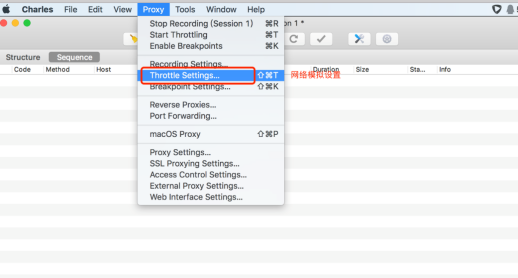 Charles File Edit View Proxy Tools Window Help
Stop Recording (Session 1) ⌘R
Start Throttling ⌘T
Enable Breakpoints ⌘K
Recording Settings...
Throttle Settings... ⇧⌘T 网络模拟设置
Breakpoint Settings... ⇧⌘K
Reverse Proxies...
Port Forwarding...
macOS Proxy ⇧⌘P
Proxy Settings...
SSL Proxying Settings...
Access Control Settings...
External Proxy Settings...
Web Interface Settings...
on 1 *
Structure Sequence
Code Method Host Duration Size Sta... Info